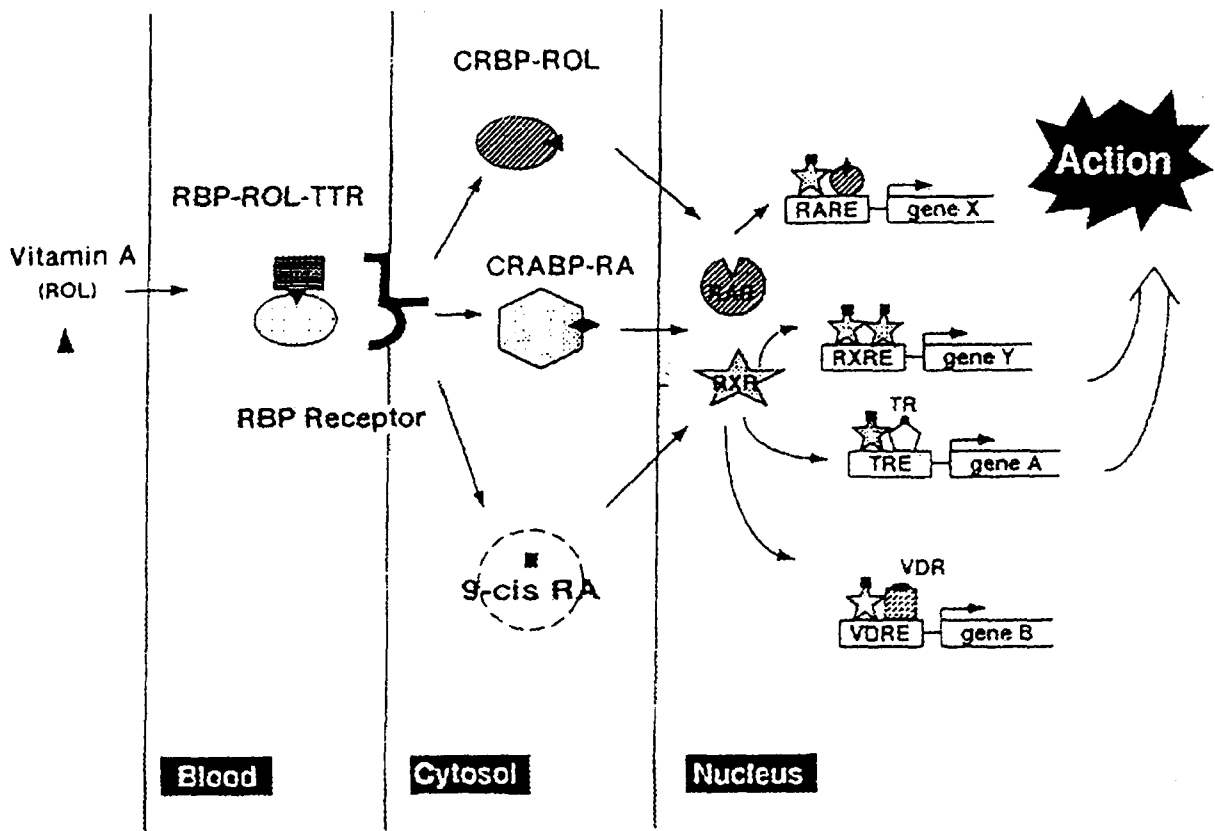 CRBP-ROL
RBP-ROL-TTR
Vitamin A
(ROL)
CRABP-RA
RBP Receptor
9-cis RA
RAR
RXR
RARE
gene X
RXRE
gene Y
TR
TRE
gene A
VDR
VDRE
gene B
Action
Blood
Cytosol
Nucleus